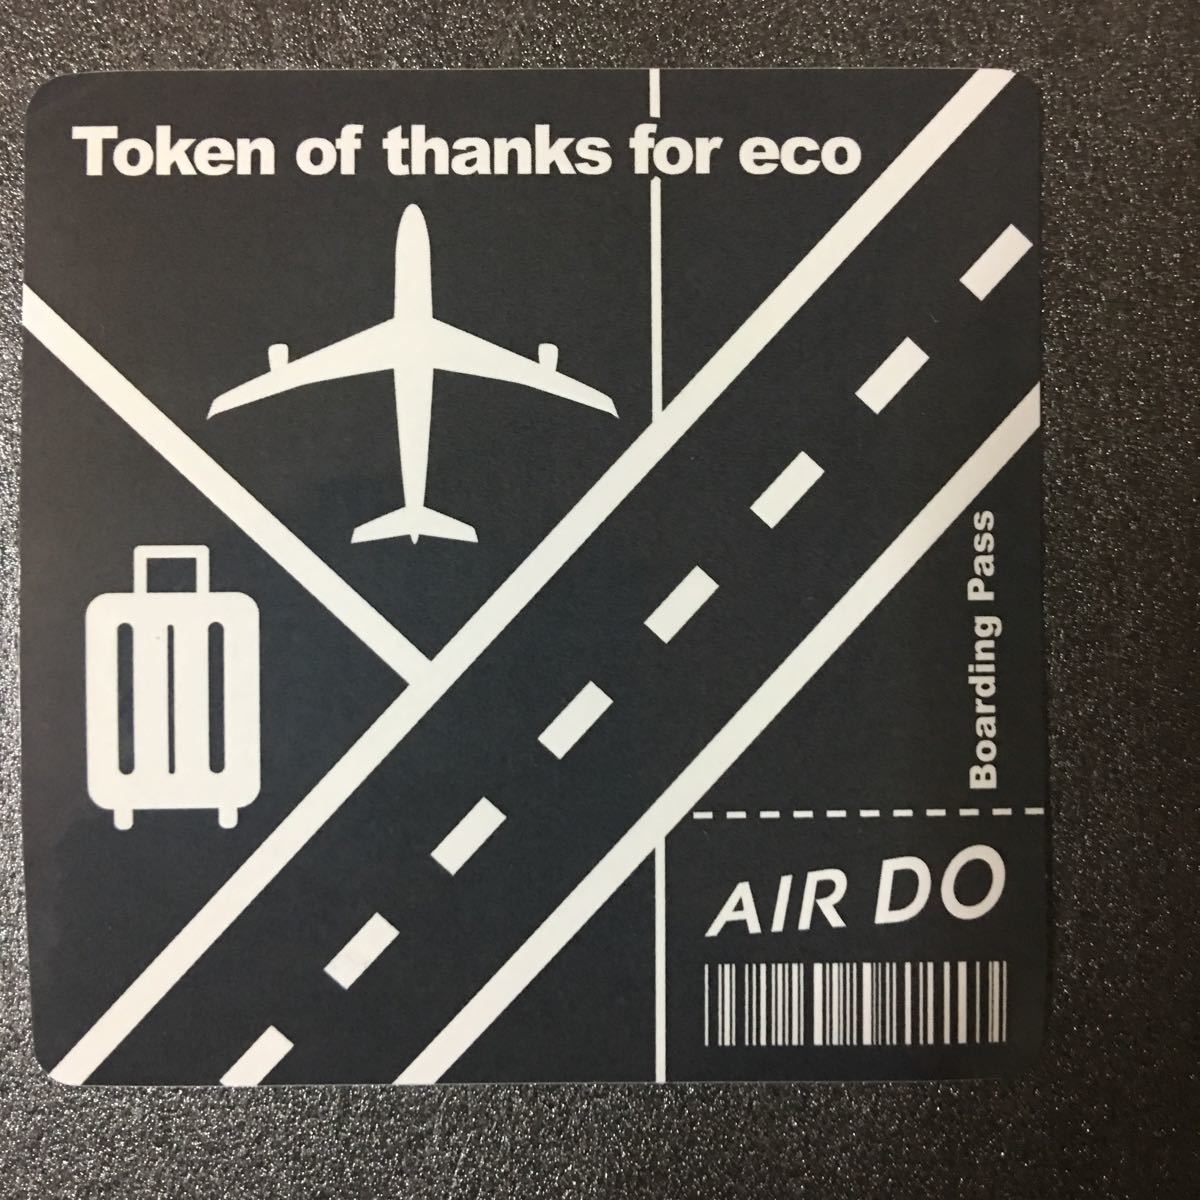 Token of thanks for eco
Boarding Pass
AIR DO